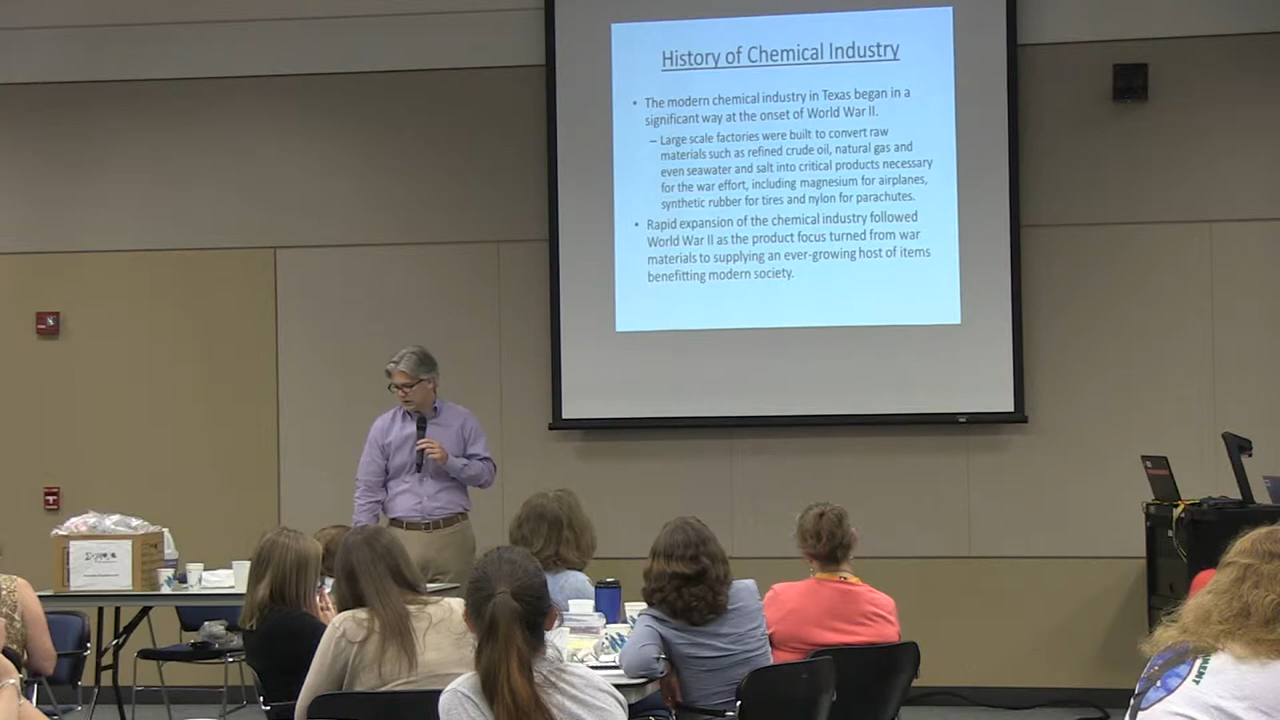 History of Chemical Industry
• The modern chemical industry in Texas began in a
significant way at the onset of World War II.
– Large scale factories were built to convert raw
materials such as refined crude oil, natural gas and
even seawater and salt into critical products necessary
for the war effort, including magnesium for airplanes,
synthetic rubber for tires and nylon for parachutes.
• Rapid expansion of the chemical industry followed
World War II as the product focus turned from war
materials to supplying an ever-growing host of items
benefitting modern society.